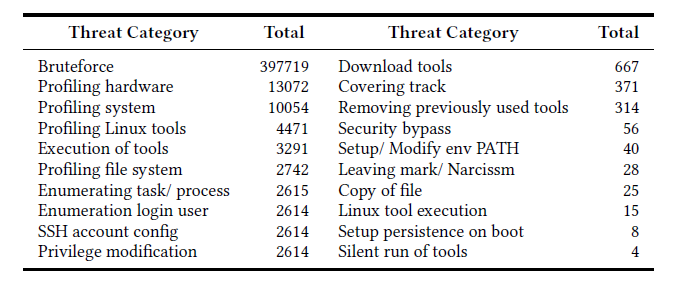 Threat Category Total Threat Category Total
Bruteforce 397719 Download tools 667
Profiling hardware 13072 Covering track 371
Profiling system 10054 Removing previously used tools 314
Profiling Linux tools 4471 Security bypass 56
Execution of tools 3291 Setup/ Modify env PATH 40
Profiling file system 2742 Leaving mark/ Narcissm 28
Enumerating task/ process 2615 Copy of file 25
Enumeration login user 2614 Linux tool execution 15
SSH account config 2614 Setup persistence on boot 8
Privilege modification 2614 Silent run of tools 4